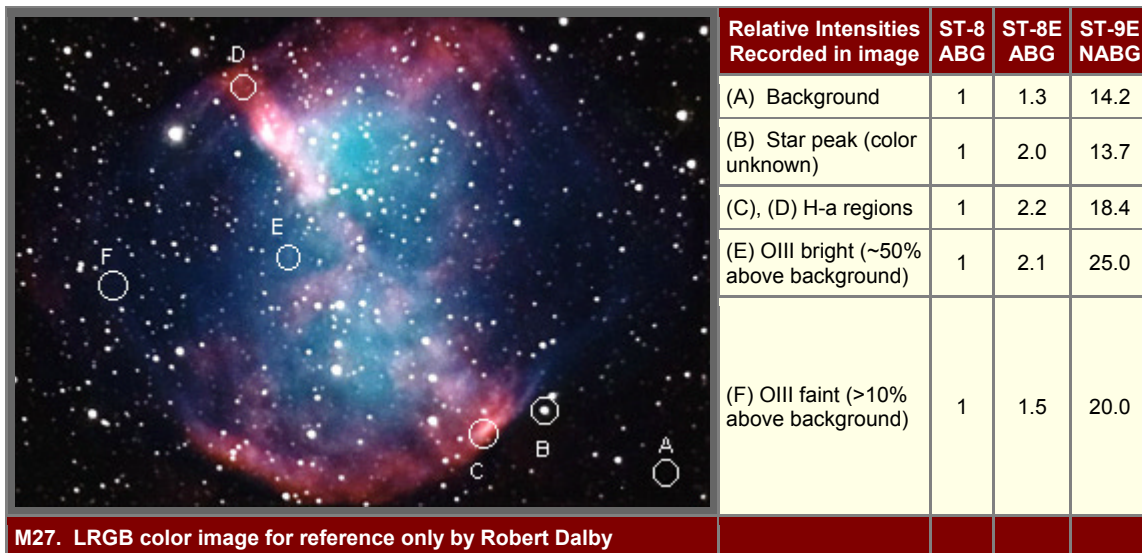 D
E
F
B
A
C
M27. LRGB color image for reference only by Robert Dalby
Relative Intensities Recorded in image | ST-8 ABG | ST-8E ABG | ST-9E NABG
(A) Background | 1 | 1.3 | 14.2
(B) Star peak (color unknown) | 1 | 2.0 | 13.7
(C), (D) H-a regions | 1 | 2.2 | 18.4
(E) OIII bright (~50% above background) | 1 | 2.1 | 25.0
(F) OIII faint (>10% above background) | 1 | 1.5 | 20.0